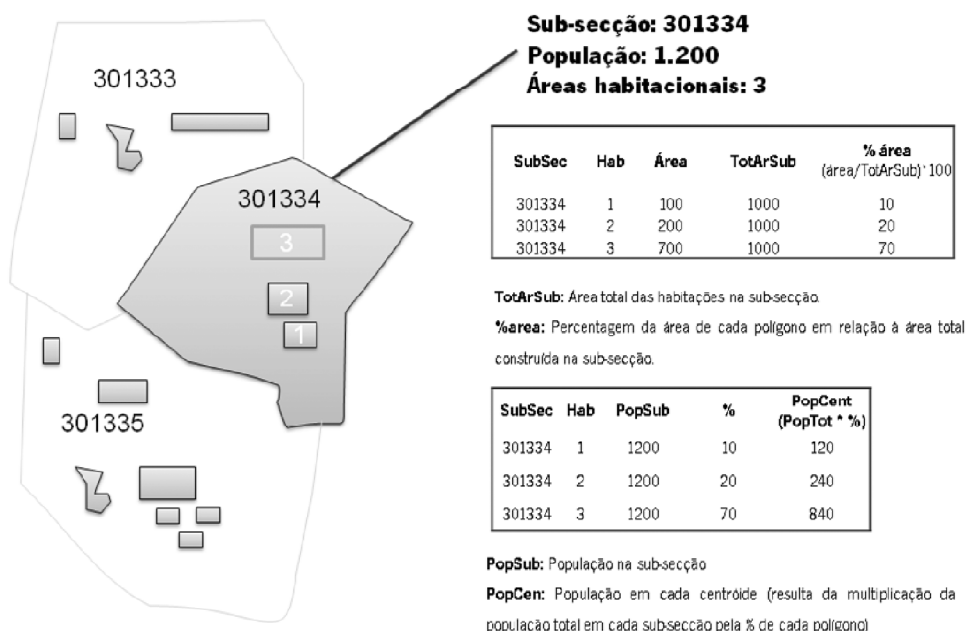 Sub-secção: 301334
População: 1.200
Áreas habitacionais: 3
301333
301334
3
2
1
301335
SubSec Hab Área TotArSub % área (área/TotArSub)*100
301334 1 100 1000 10
301334 2 200 1000 20
301334 3 700 1000 70
TotArSub: Área total das habitações na sub-secção.
%area: Percentagem da área de cada polígono em relação à área total
construída na sub-secção.
SubSec Hab PopSub % PopCent (PopTot * %)
301334 1 1200 10 120
301334 2 1200 20 240
301334 3 1200 70 840
PopSub: População na sub-secção
PopCen: População em cada centróide (resulta da multiplicação da
população total em cada sub-secção pela % de cada polígono)